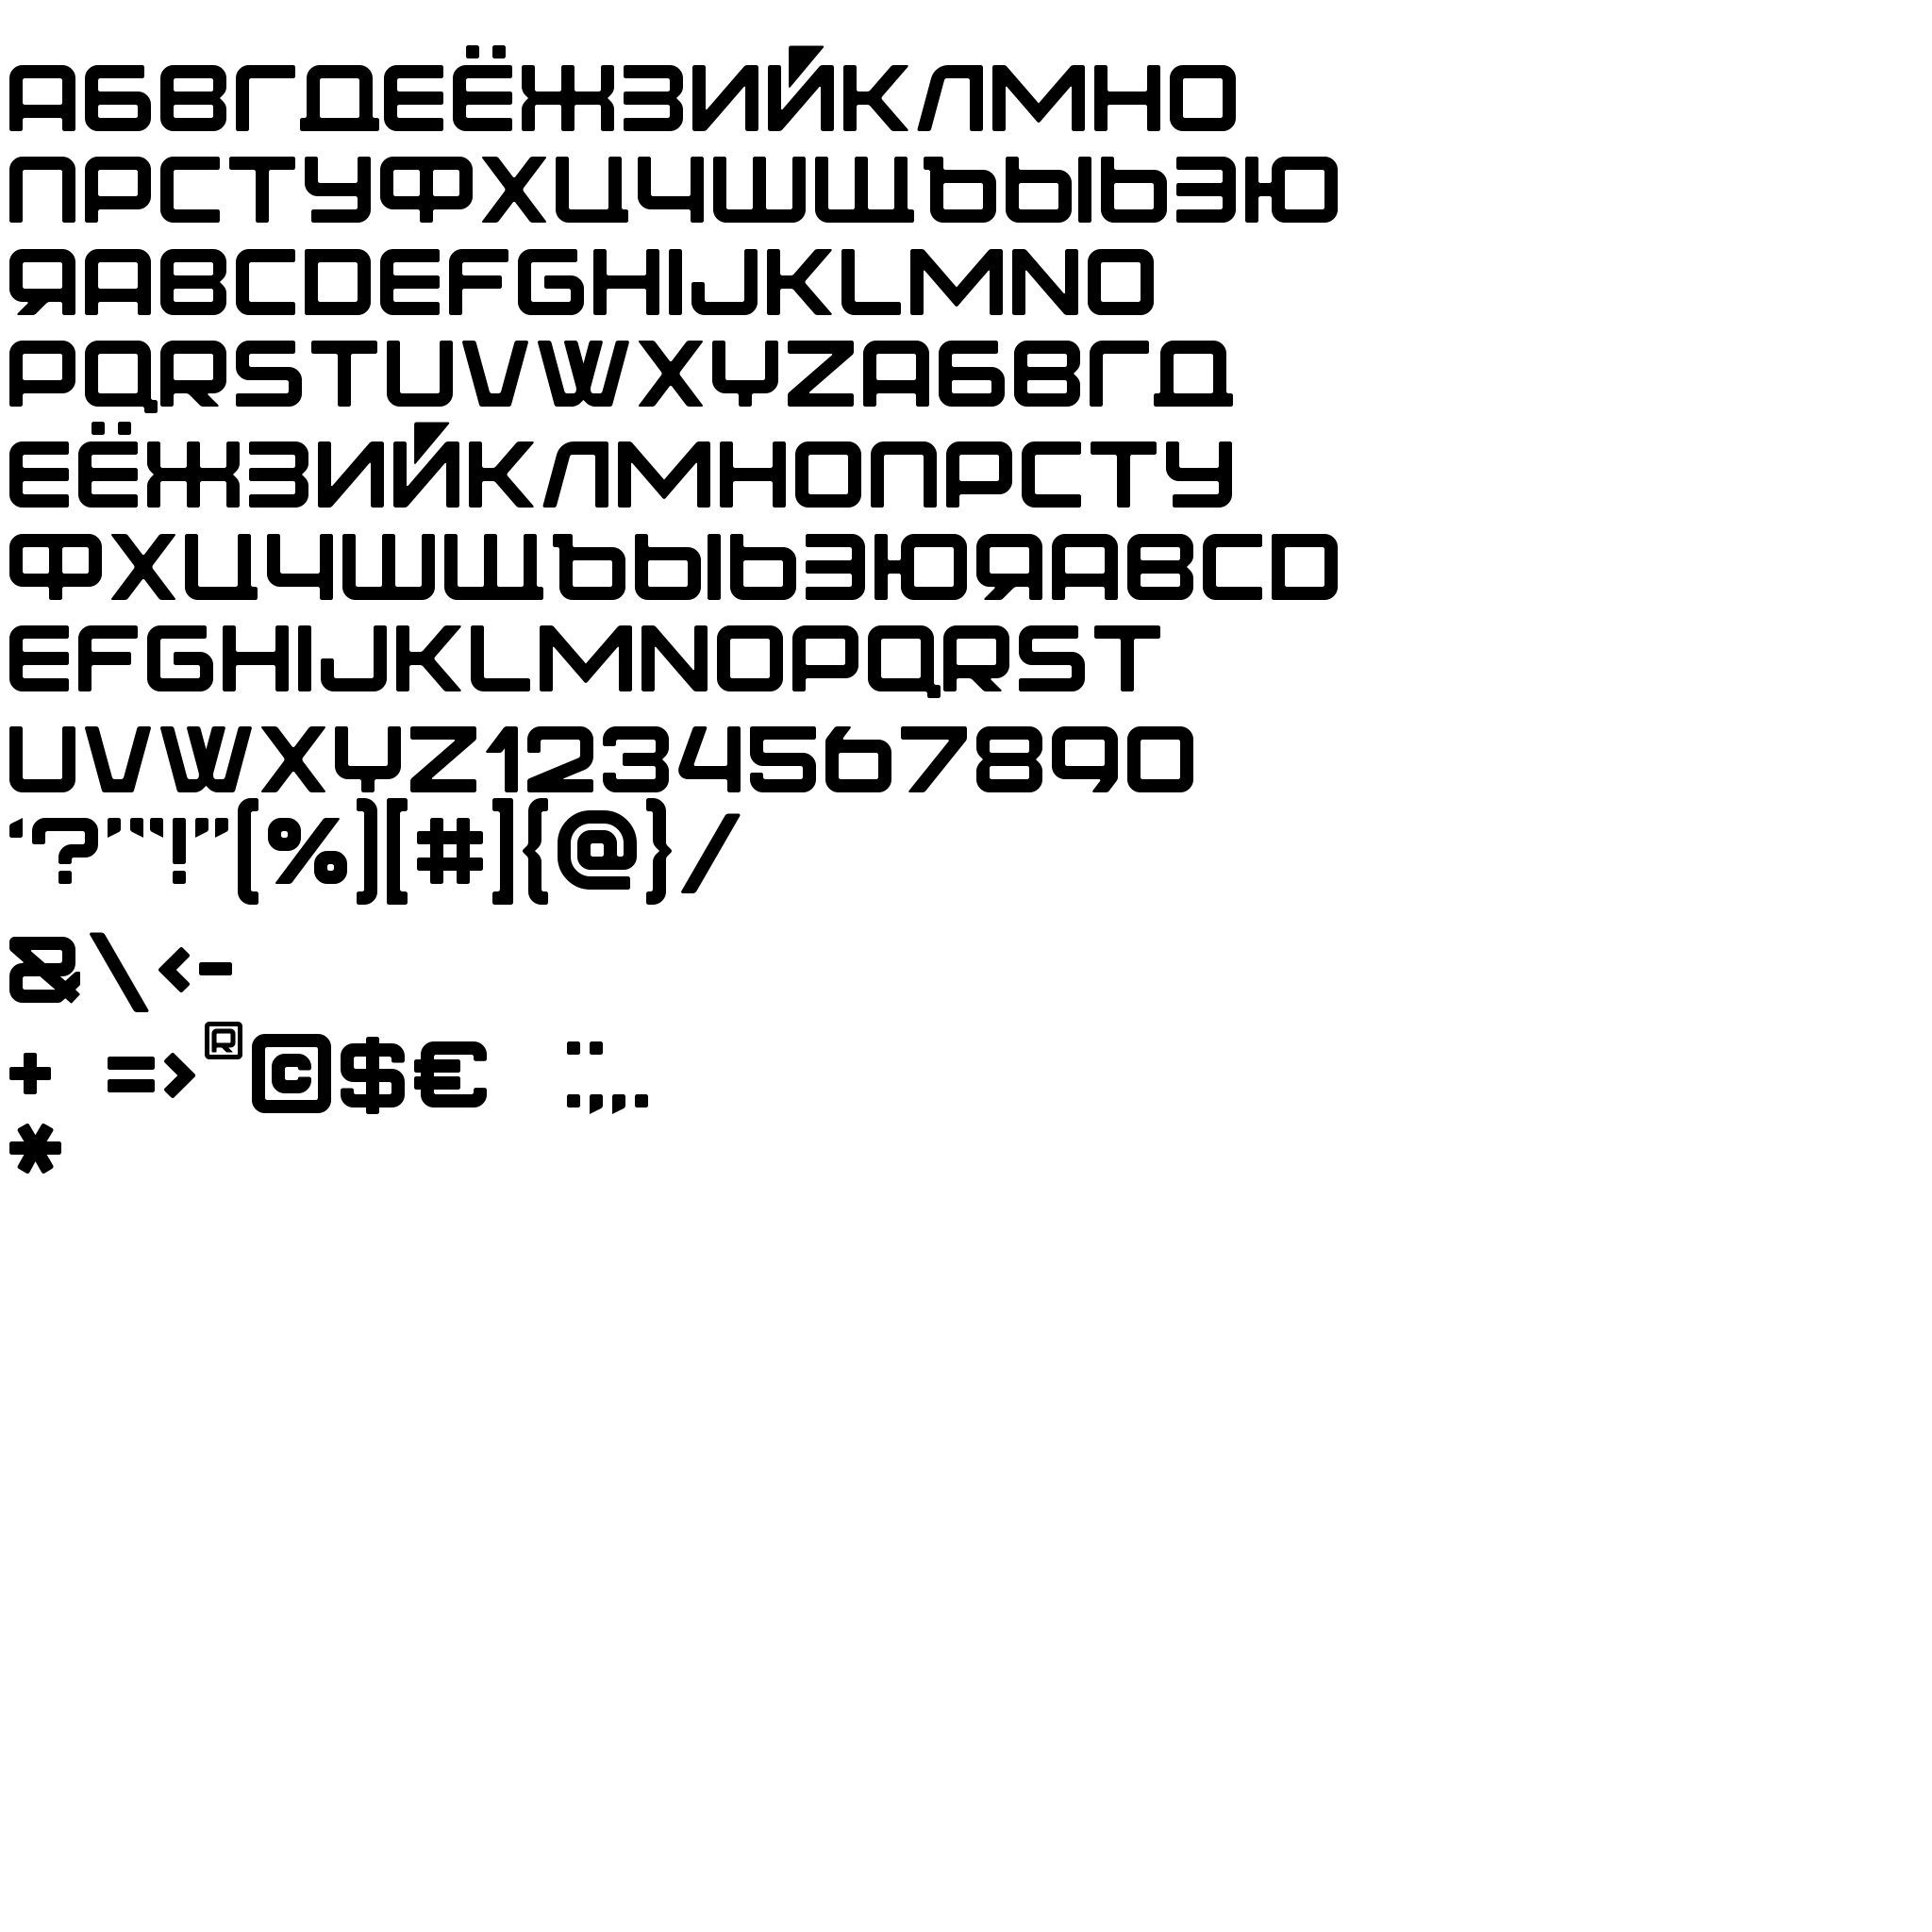 АБВГДЕЁЖЗИЙКЛМНО
ПРСТУФХЦЧШЩЪЫЬЭЮ
ЯABCDEFGHIJKLMNO
PQRSTUVWXYZАБВГД
ЕЁЖЗИЙКЛМНОПРСТУ
ФХЦЧШЩЪЫЬЭЮЯABCD
EFGHIJKLMNOPQRST
UVWXYZ1234567890
‘?’“!”(%)[#]{@}/
&\<-
+ =>®©$€ :;,.
*